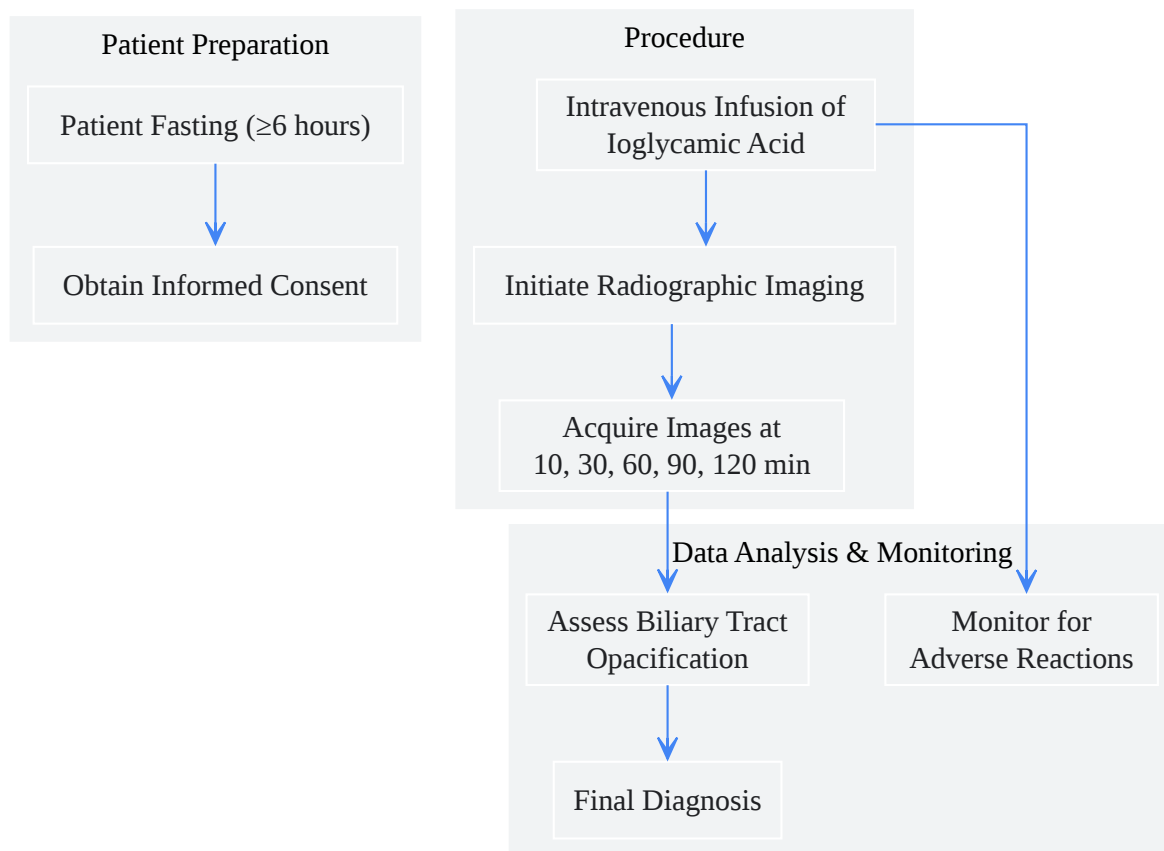 Patient Preparation
Patient Fasting (≥6 hours)
Obtain Informed Consent
Procedure
Intravenous Infusion of
Ioglycamic Acid
Initiate Radiographic Imaging
Acquire Images at
10, 30, 60, 90, 120 min
Data Analysis & Monitoring
Assess Biliary Tract
Opacification
Monitor for
Adverse Reactions
Final Diagnosis